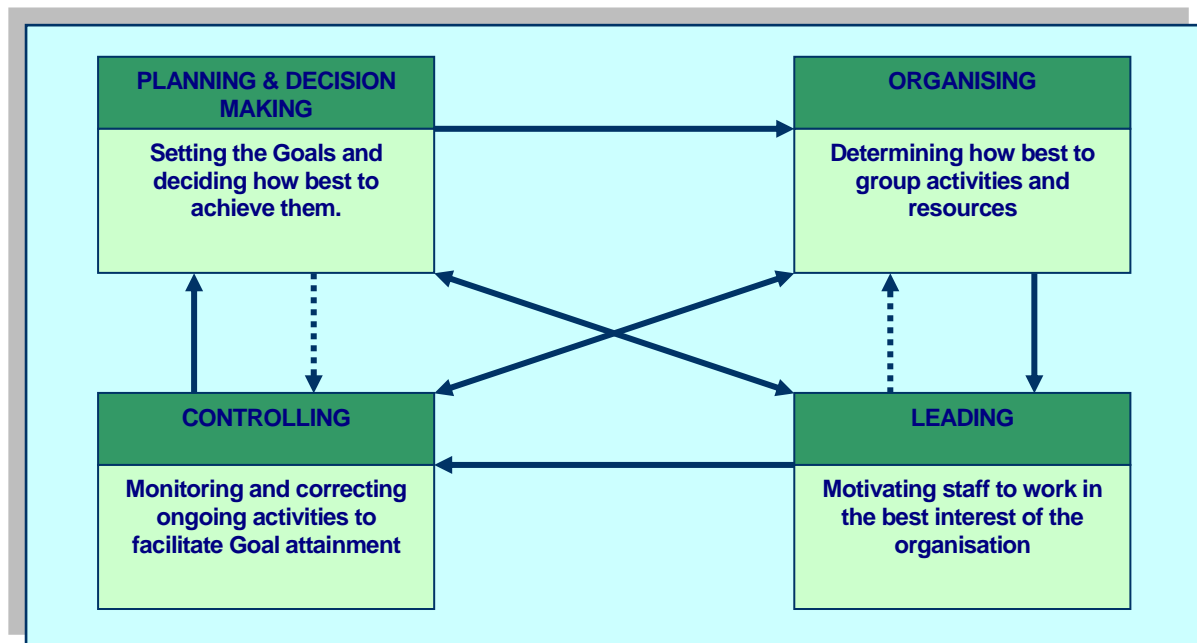 PLANNING & DECISION
MAKING
Setting the Goals and
deciding how best to
achieve them.
ORGANISING
Determining how best to
group activities and
resources
CONTROLLING
Monitoring and correcting
ongoing activities to
facilitate Goal attainment
LEADING
Motivating staff to work in
the best interest of the
organisation